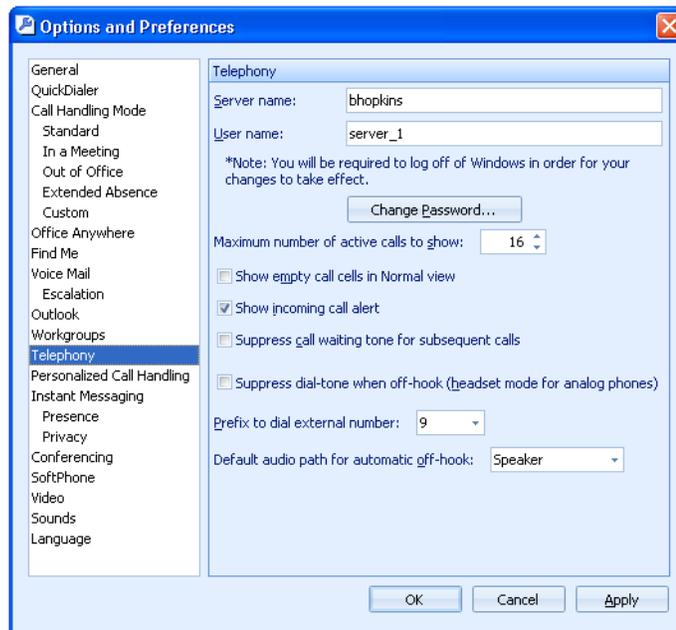 Options and Preferences
General
QuickDialer
Call Handling Mode
Standard
In a Meeting
Out of Office
Extended Absence
Custom
Office Anywhere
Find Me
Voice Mail
Escalation
Outlook
Workgroups
Telephony
Personalized Call Handling
Instant Messaging
Presence
Privacy
Conferencing
SoftPhone
Video
Sounds
Language
Telephony
Server name: bhopkins
User name: server_1
*Note: You will be required to log off of Windows in order for your
changes to take effect.
Change Password...
Maximum number of active calls to show: 16
Show empty call cells in Normal view
Show incoming call alert
Suppress call waiting tone for subsequent calls
Suppress dial-tone when off-hook (headset mode for analog phones)
Prefix to dial external number: 9
Default audio path for automatic off-hook: Speaker
OK Cancel Apply